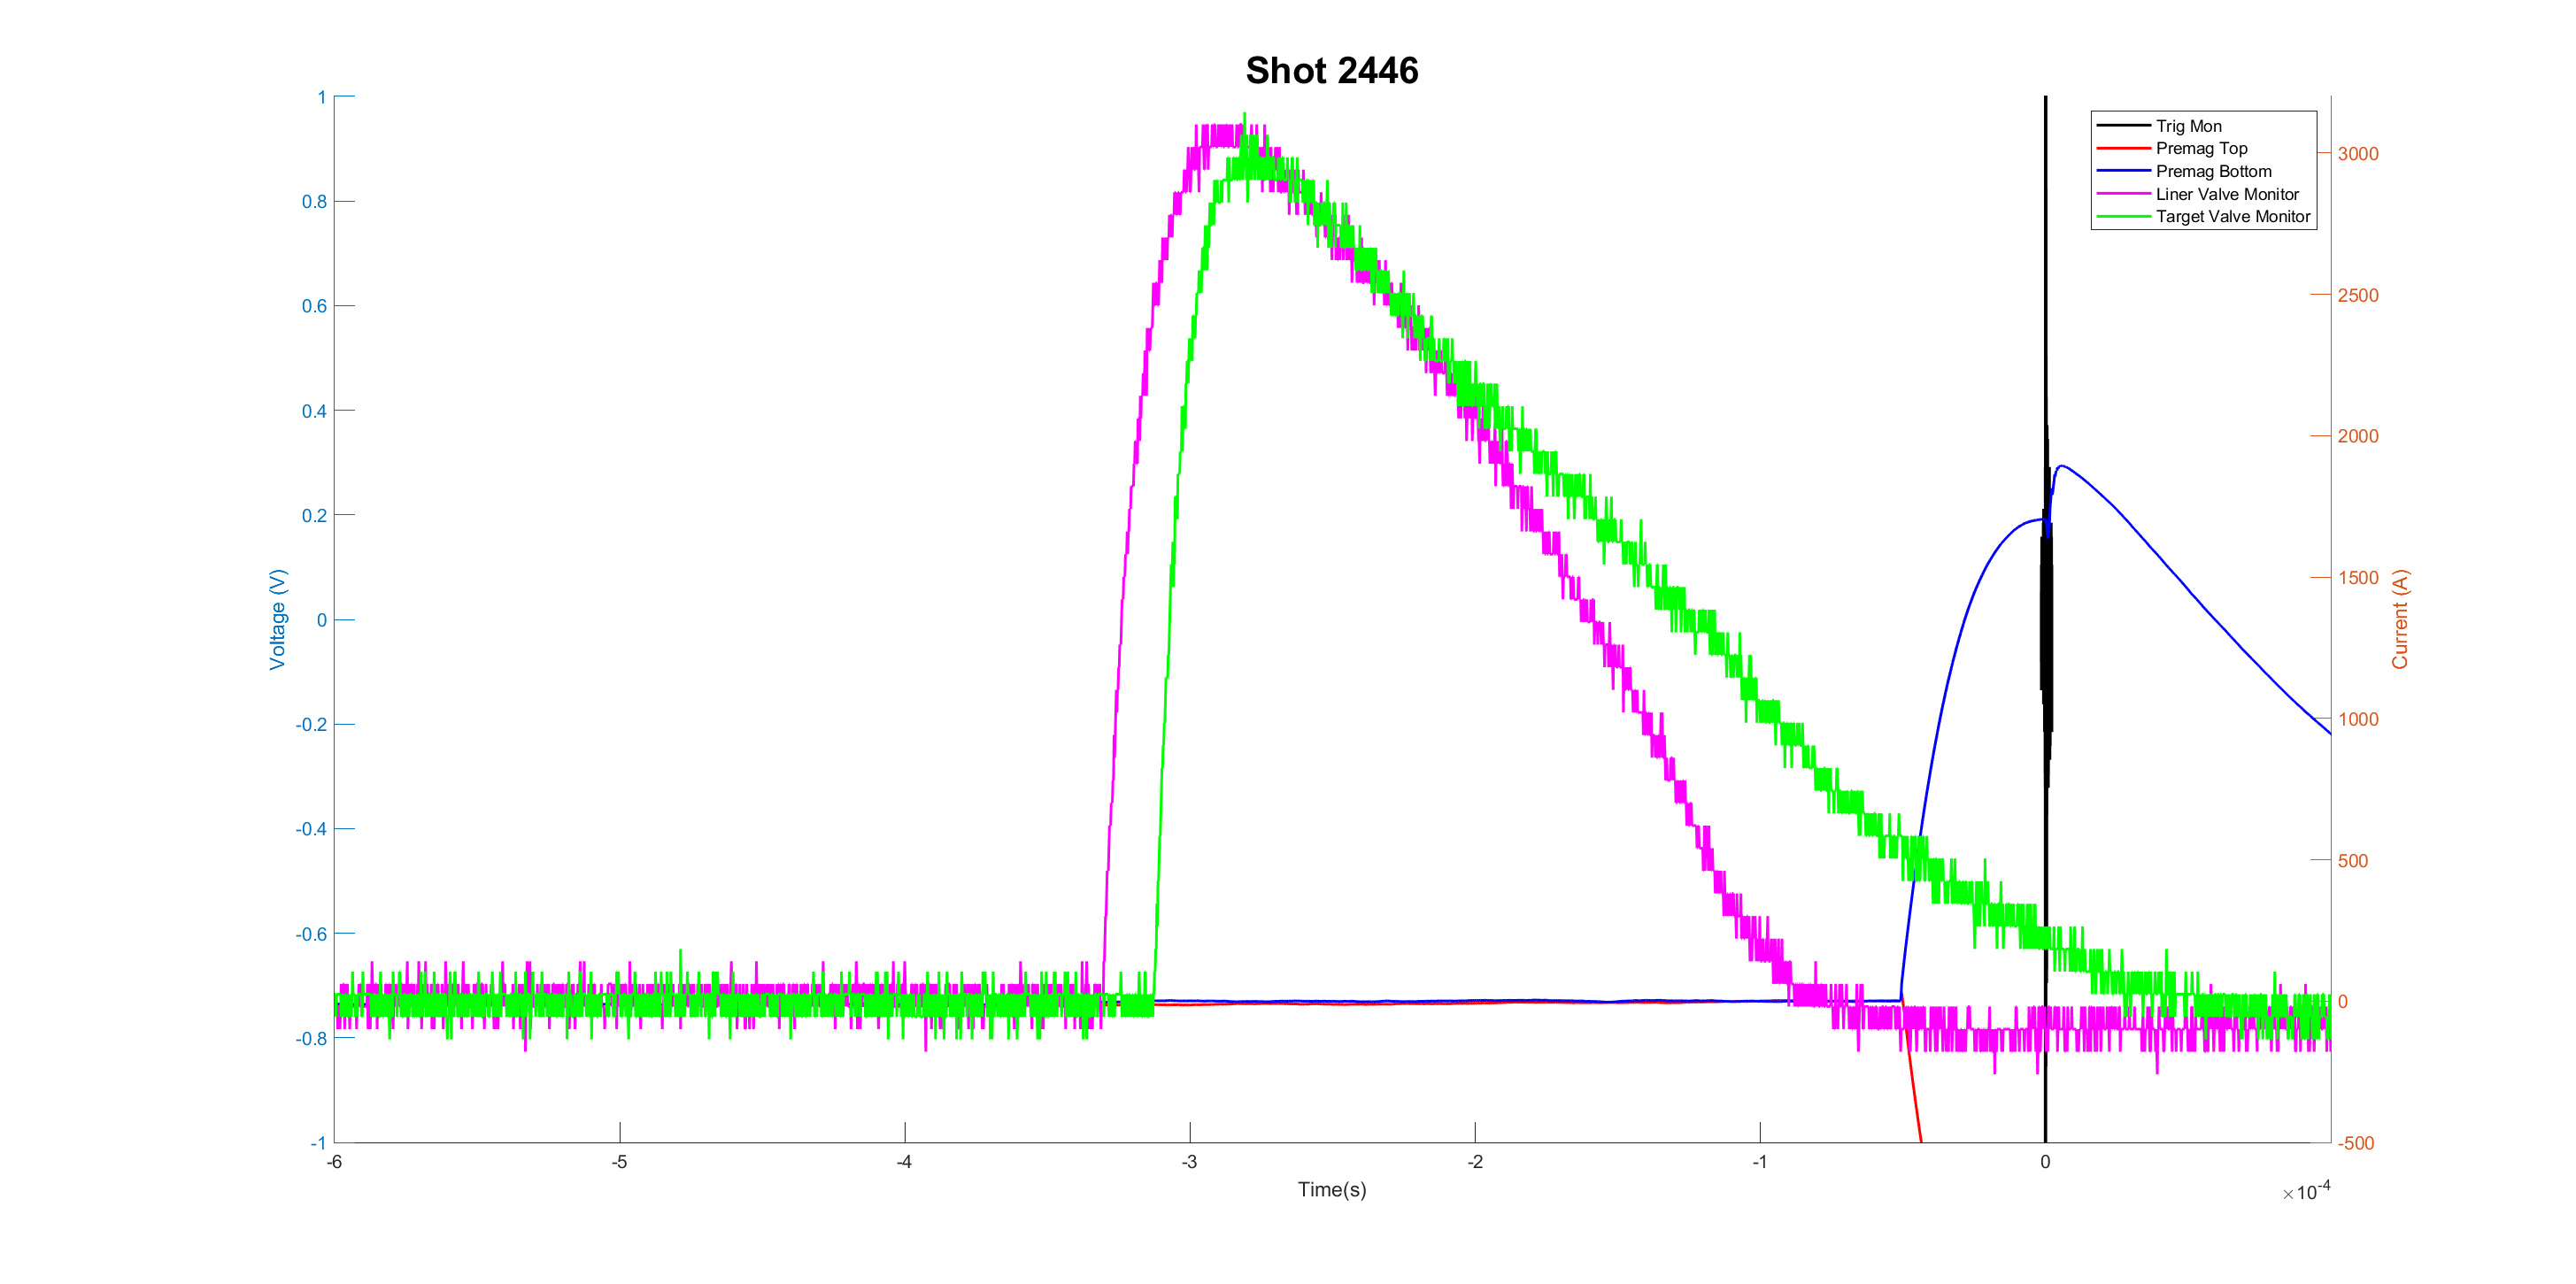 Shot 2446
1
0.8
0.6
0.4
0.2
0
-0.2
-0.4
-0.6
-0.8
-1
Voltage (V)
Trig Mon
Premag Top
Premag Bottom
Liner Valve Monitor
Target Valve Monitor
3000
2500
2000
1500
1000
500
0
-500
Current (A)
-6 -5 -4 -3 -2 -1 0
Time(s)
×10-4